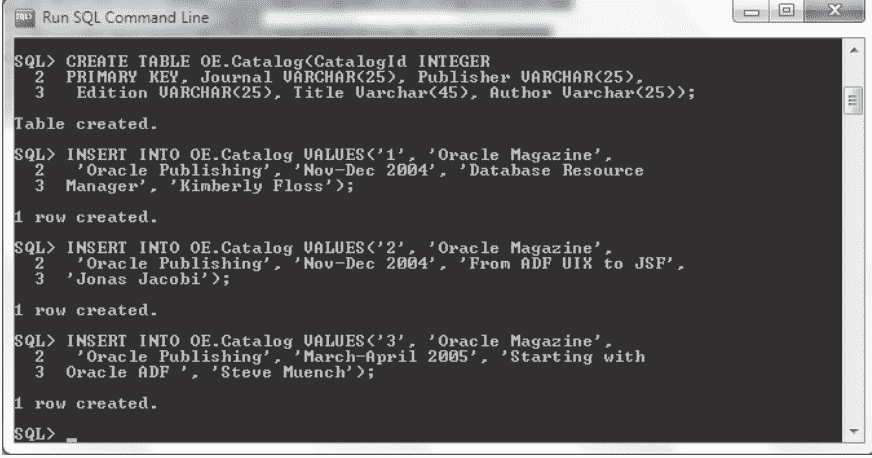 Run SQL Command Line
SQL> CREATE TABLE OE.Catalog(CatalogId INTEGER
2 PRIMARY KEY, Journal VARCHAR(25), Publisher VARCHAR(25),
3 Edition VARCHAR(25), Title Varchar(45), Author Varchar(25));
Table created.
SQL> INSERT INTO OE.Catalog VALUES('1', 'Oracle Magazine',
2 'Oracle Publishing', 'Nov-Dec 2004', 'Database Resource
3 Manager', 'Kimberly Floss');
1 row created.
SQL> INSERT INTO OE.Catalog VALUES('2', 'Oracle Magazine',
2 'Oracle Publishing', 'Nov-Dec 2004', 'From ADF UIX to JSF',
3 'Jonas Jacobi');
1 row created.
SQL> INSERT INTO OE.Catalog VALUES('3', 'Oracle Magazine',
2 'Oracle Publishing', 'March-April 2005', 'Starting with
3 Oracle ADF ', 'Steve Muench');
1 row created.
SQL> _